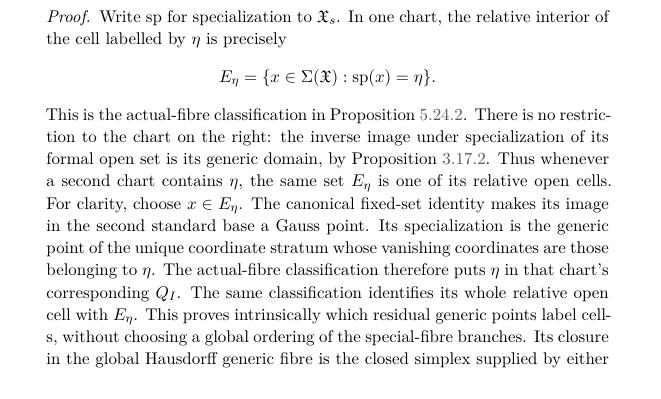 Proof. Write sp for specialization to 𝔛ₛ. In one chart, the relative interior of
the cell labelled by η is precisely
E_η = {x ∈ Σ(𝔛) : sp(x) = η}.
This is the actual-fibre classification in Proposition 5.24.2. There is no restric-
tion to the chart on the right: the inverse image under specialization of its
formal open set is its generic domain, by Proposition 3.17.2. Thus whenever
a second chart contains η, the same set E_η is one of its relative open cells.
For clarity, choose x ∈ E_η. The canonical fixed-set identity makes its image
in the second standard base a Gauss point. Its specialization is the generic
point of the unique coordinate stratum whose vanishing coordinates are those
belonging to η. The actual-fibre classification therefore puts η in that chart's
corresponding Q_I. The same classification identifies its whole relative open
cell with E_η. This proves intrinsically which residual generic points label cell-
s, without choosing a global ordering of the special-fibre branches. Its closure
in the global Hausdorff generic fibre is the closed simplex supplied by either